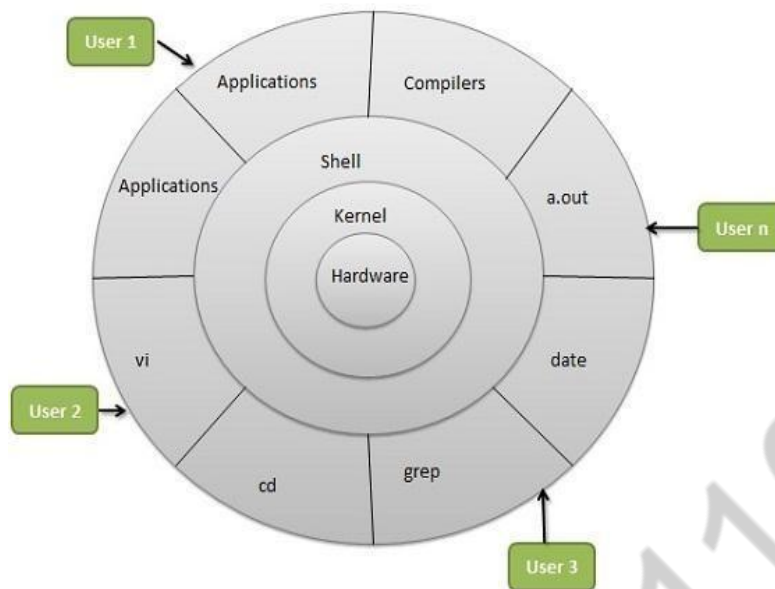 User 1
Applications
Compilers
Shell
Applications
a.out
Kernel
User n
Hardware
vi
date
User 2
grep
cd
User 3